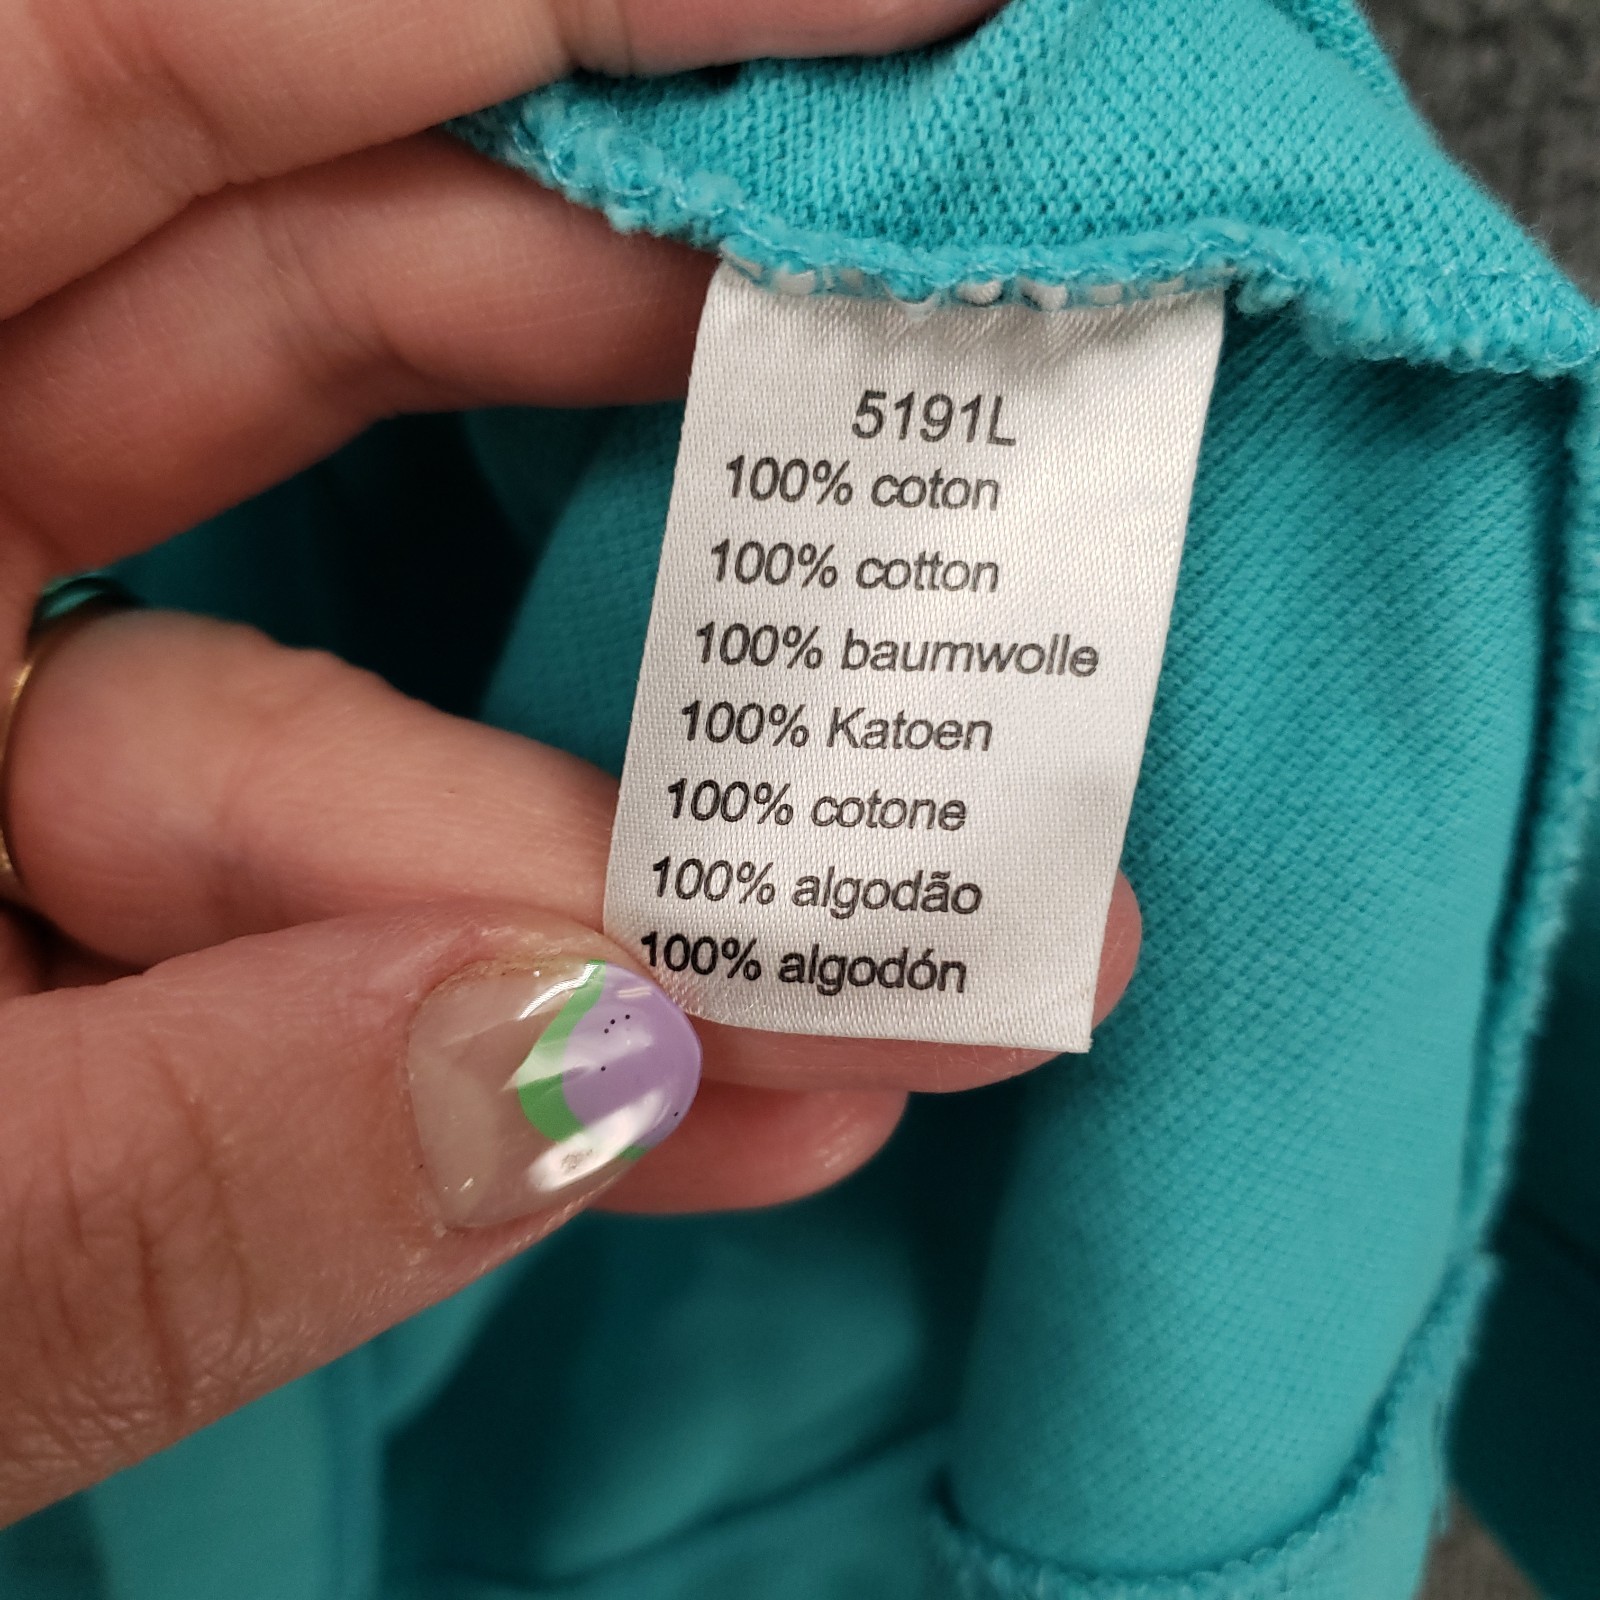 5191L
100% coton
100% cotton
100% baumwolle
100% Katoen
100% cotone
100% algodão
100% algodón